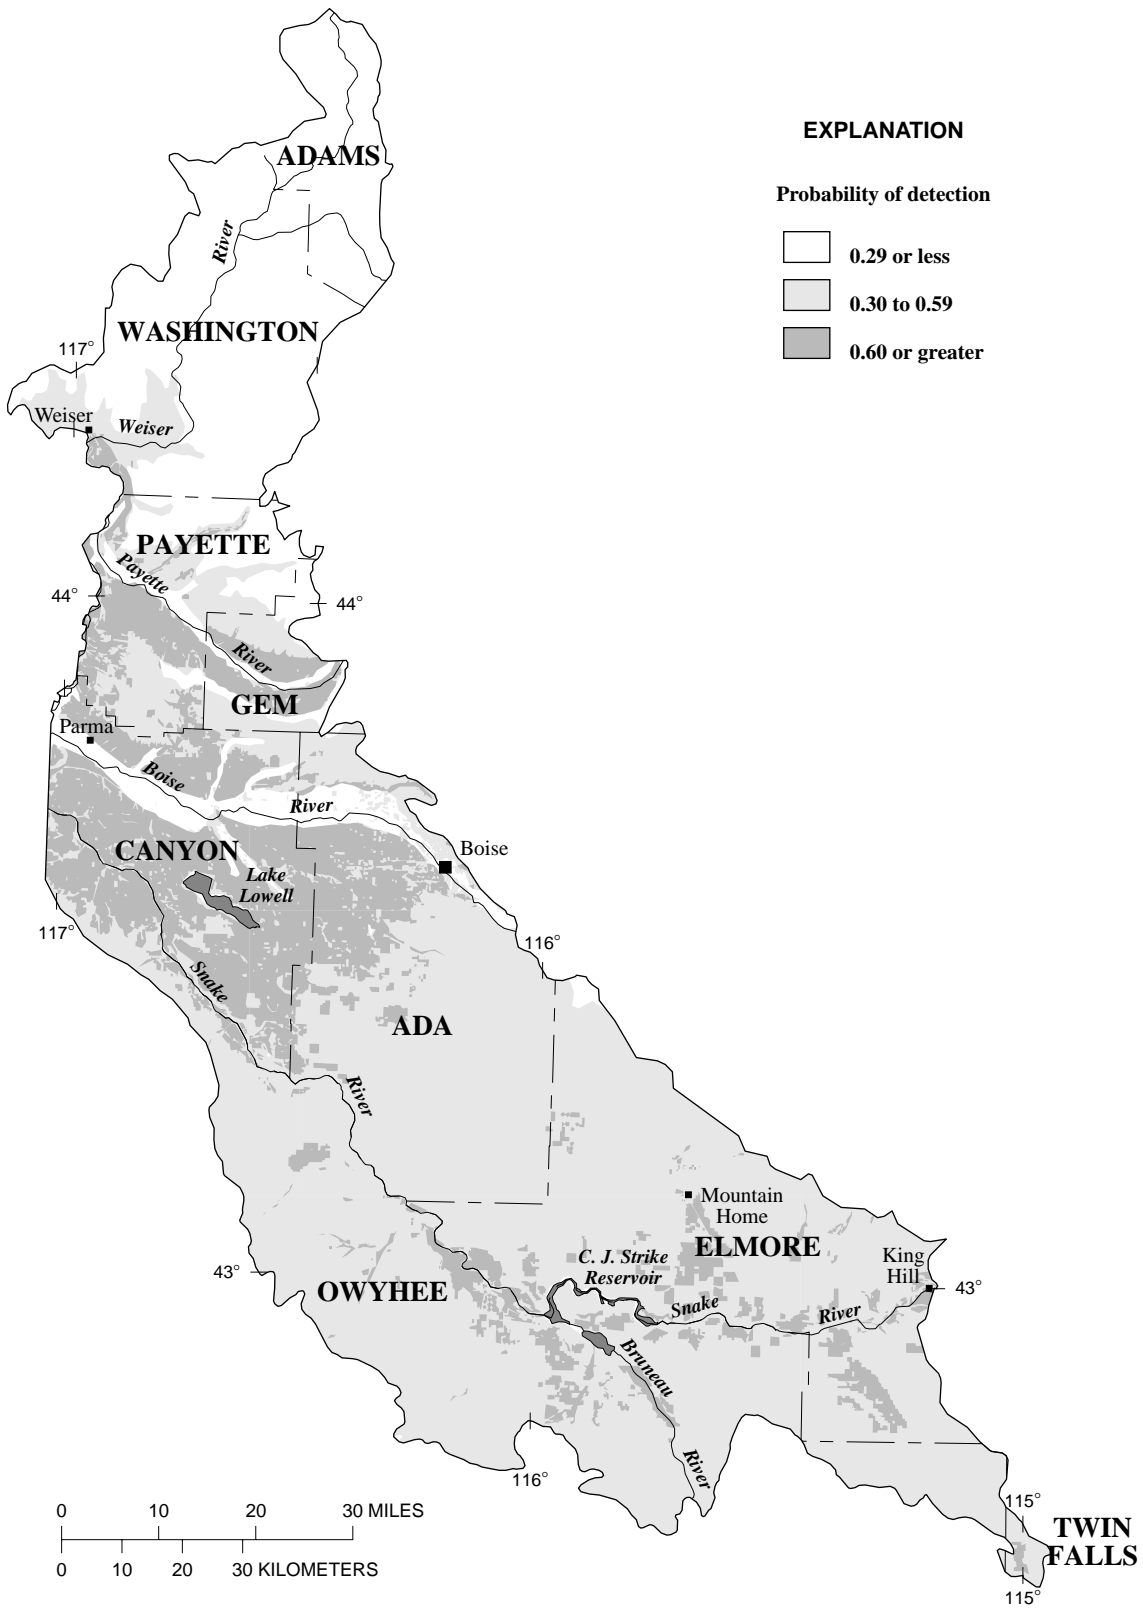 EXPLANATION
Probability of detection
0.29 or less
0.30 to 0.59
0.60 or greater
ADAMS
River
WASHINGTON
117°
Weiser
Weiser
PAYETTE
Payette
44°
44°
River
GEM
Parma
Boise
River
CANYON
Boise
Lake
Lowell
117°
116°
Snake
ADA
River
Mountain
Home
ELMORE
King
Hill
C. J. Strike
Reservoir
43°
43°
OWYHEE
Snake
River
Bruneau
River
116°
115°
TWIN
FALLS
115°
0 10 20 30 MILES
0 10 20 30 KILOMETERS